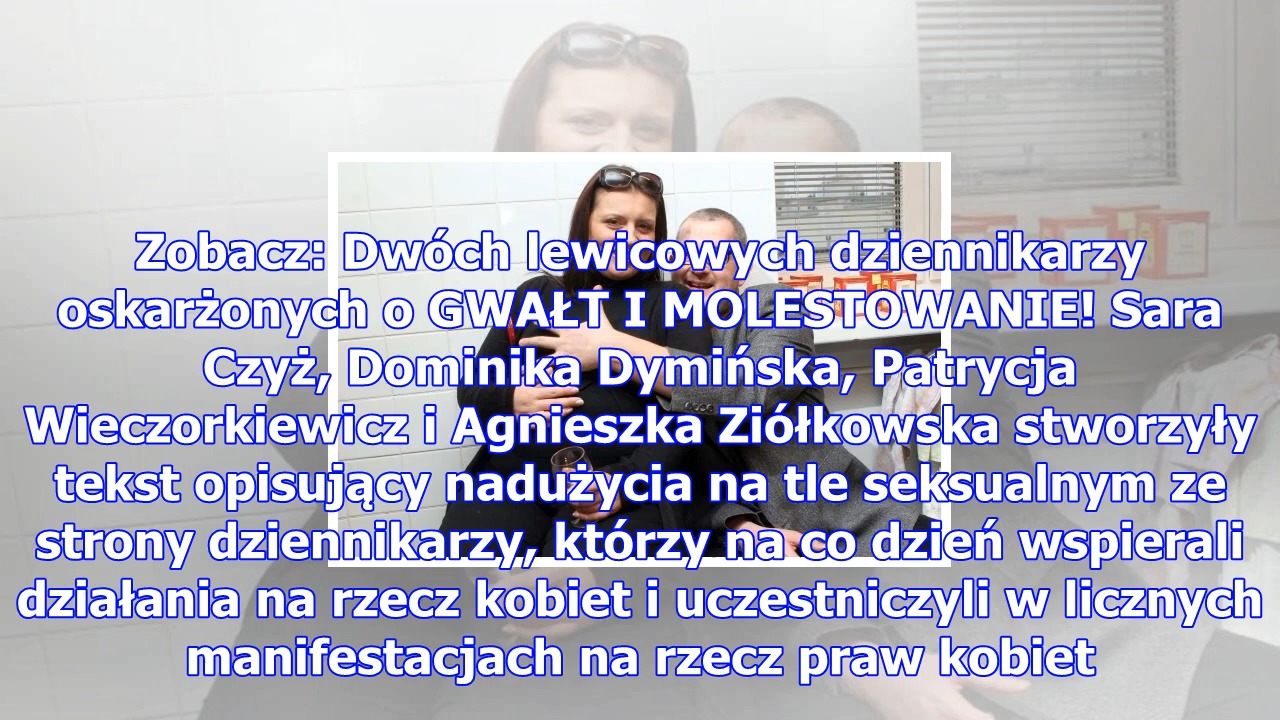 Zobacz: Dwóch lewicowych dziennikarzy
oskarżonych o GWAŁT I MOLESTOWANIE! Sara
Czyż, Dominika Dymińska, Patrycja
Wieczorkiewicz i Agnieszka Ziółkowska stworzyły
tekst opisujący nadużycia na tle seksualnym ze
strony dziennikarzy, którzy na co dzień wspierali
działania na rzecz kobiet i uczestniczyli w licznych
manifestacjach na rzecz praw kobiet